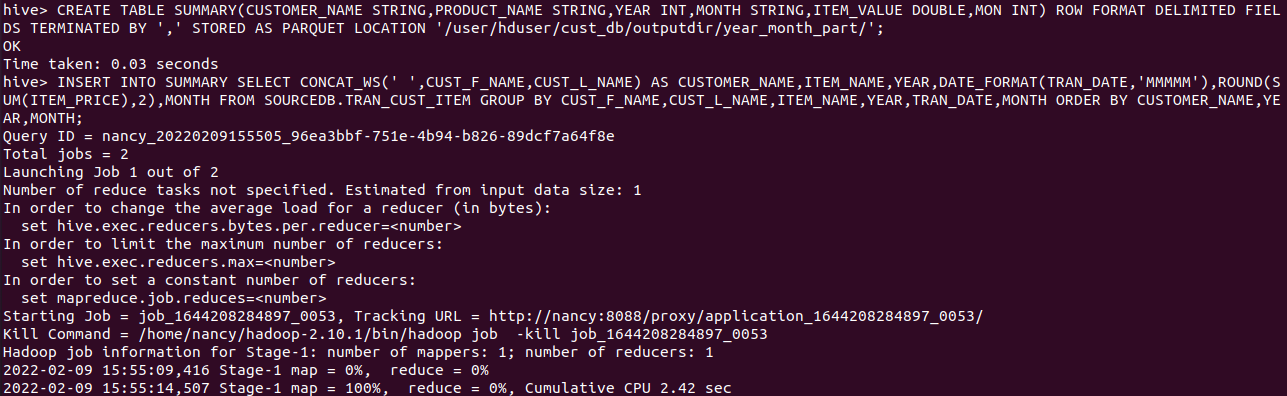 hive> CREATE TABLE SUMMARY(CUSTOMER_NAME STRING,PRODUCT_NAME STRING,YEAR INT,MONTH STRING,ITEM_VALUE DOUBLE,MON INT) ROW FORMAT DELIMITED FIEL
DS TERMINATED BY ',' STORED AS PARQUET LOCATION '/user/hduser/cust_db/outputdir/year_month_part/';
OK
Time taken: 0.03 seconds
hive> INSERT INTO SUMMARY SELECT CONCAT_WS(' ',CUST_F_NAME,CUST_L_NAME) AS CUSTOMER_NAME,ITEM_NAME,YEAR,DATE_FORMAT(TRAN_DATE,'MMMMM'),ROUND(S
UM(ITEM_PRICE),2),MONTH FROM SOURCEDB.TRAN_CUST_ITEM GROUP BY CUST_F_NAME,CUST_L_NAME,ITEM_NAME,YEAR,TRAN_DATE,MONTH ORDER BY CUSTOMER_NAME,YE
AR,MONTH;
Query ID = nancy_20220209155505_96ea3bbf-751e-4b94-b826-89dcf7a64f8e
Total jobs = 2
Launching Job 1 out of 2
Number of reduce tasks not specified. Estimated from input data size: 1
In order to change the average load for a reducer (in bytes):
  set hive.exec.reducers.bytes.per.reducer=<number>
In order to limit the maximum number of reducers:
  set hive.exec.reducers.max=<number>
In order to set a constant number of reducers:
  set mapreduce.job.reduces=<number>
Starting Job = job_1644208284897_0053, Tracking URL = http://nancy:8088/proxy/application_1644208284897_0053/
Kill Command = /home/nancy/hadoop-2.10.1/bin/hadoop job  -kill job_1644208284897_0053
Hadoop job information for Stage-1: number of mappers: 1; number of reducers: 1
2022-02-09 15:55:09,416 Stage-1 map = 0%,  reduce = 0%
2022-02-09 15:55:14,507 Stage-1 map = 100%,  reduce = 0%, Cumulative CPU 2.42 sec